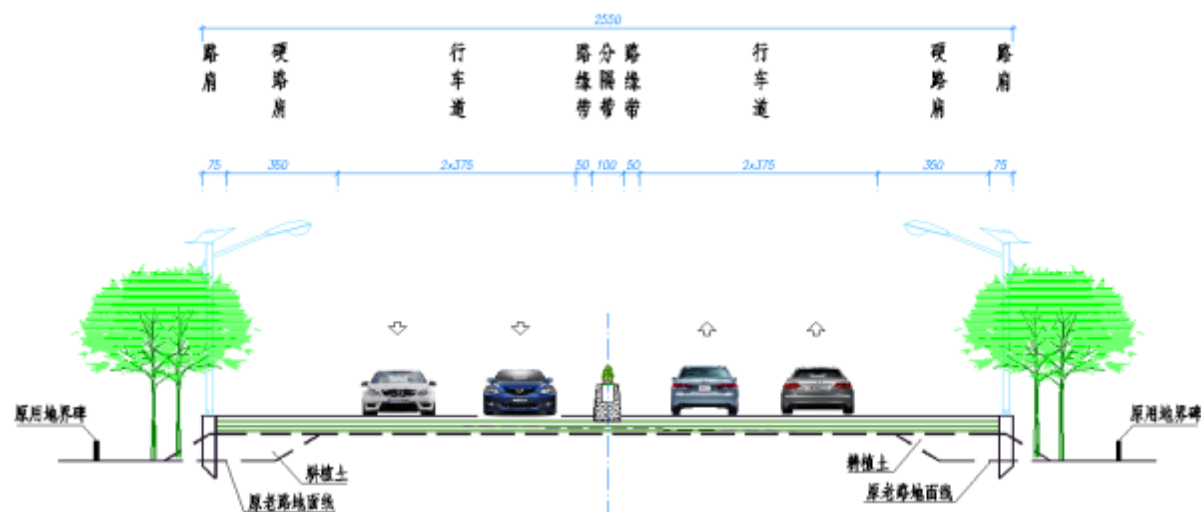 2550
路肩
硬路肩
行车道
路缘带
分隔带
路缘带
行车道
硬路肩
路肩
75
350
2x375
50
100
50
2x375
350
75
原用地界碑
原用地界碑
耕植土
耕植土
原老路地面线
原老路地面线